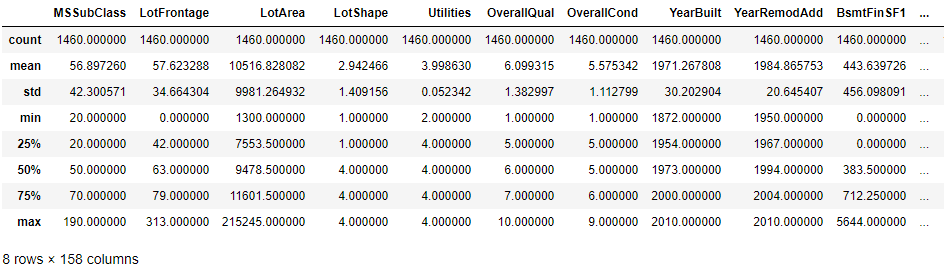 MSSubClass LotFrontage LotArea LotShape Utilities OverallQual OverallCond YearBuilt YearRemodAdd BsmtFinSF1 ...
count 1460.000000 1460.000000 1460.000000 1460.000000 1460.000000 1460.000000 1460.000000 1460.000000 1460.000000 1460.000000 ...
mean 56.897260 57.623288 10516.828082 2.942466 3.998630 6.099315 5.575342 1971.267808 1984.865753 443.639726 ...
std 42.300571 34.664304 9981.264932 1.409156 0.052342 1.382997 1.112799 30.202904 20.645407 456.098091 ...
min 20.000000 0.000000 1300.000000 1.000000 2.000000 1.000000 1.000000 1872.000000 1950.000000 0.000000 ...
25% 20.000000 42.000000 7553.500000 1.000000 4.000000 5.000000 5.000000 1954.000000 1967.000000 0.000000 ...
50% 50.000000 63.000000 9478.500000 4.000000 4.000000 6.000000 5.000000 1973.000000 1994.000000 383.500000 ...
75% 70.000000 79.000000 11601.500000 4.000000 4.000000 7.000000 6.000000 2000.000000 2004.000000 712.250000 ...
max 190.000000 313.000000 215245.000000 4.000000 4.000000 10.000000 9.000000 2010.000000 2010.000000 5644.000000 ...
8 rows × 158 columns